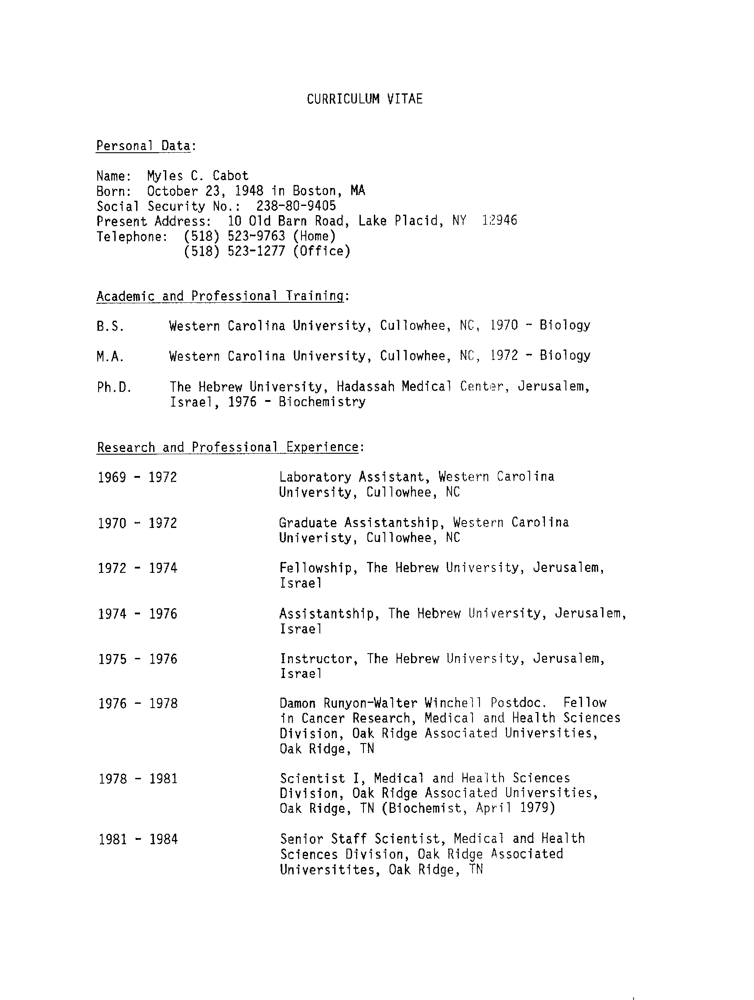 CURRICULUM VITAE
Personal Data:
Name: Myles C. Cabot
Born: October 23, 1948 in Boston, MA
Social Security No.: 238-80-9405
Present Address: 10 Old Barn Road, Lake Placid, NY 12946
Telephone: (518) 523-9763 (Home)
(518) 523-1277 (Office)
Academic and Professional Training:
B.S. Western Carolina University, Cullowhee, NC, 1970 - Biology
M.A. Western Carolina University, Cullowhee, NC, 1972 - Biology
Ph.D. The Hebrew University, Hadassah Medical Center, Jerusalem,
Israel, 1976 - Biochemistry
Research and Professional Experience:
1969 - 1972 Laboratory Assistant, Western Carolina
University, Cullowhee, NC
1970 - 1972 Graduate Assistantship, Western Carolina
Univeristy, Cullowhee, NC
1972 - 1974 Fellowship, The Hebrew University, Jerusalem,
Israel
1974 - 1976 Assistantship, The Hebrew University, Jerusalem,
Israel
1975 - 1976 Instructor, The Hebrew University, Jerusalem,
Israel
1976 - 1978 Damon Runyon-Walter Winchell Postdoc. Fellow
in Cancer Research, Medical and Health Sciences
Division, Oak Ridge Associated Universities,
Oak Ridge, TN
1978 - 1981 Scientist I, Medical and Health Sciences
Division, Oak Ridge Associated Universities,
Oak Ridge, TN (Biochemist, April 1979)
1981 - 1984 Senior Staff Scientist, Medical and Health
Sciences Division, Oak Ridge Associated
Universitites, Oak Ridge, TN